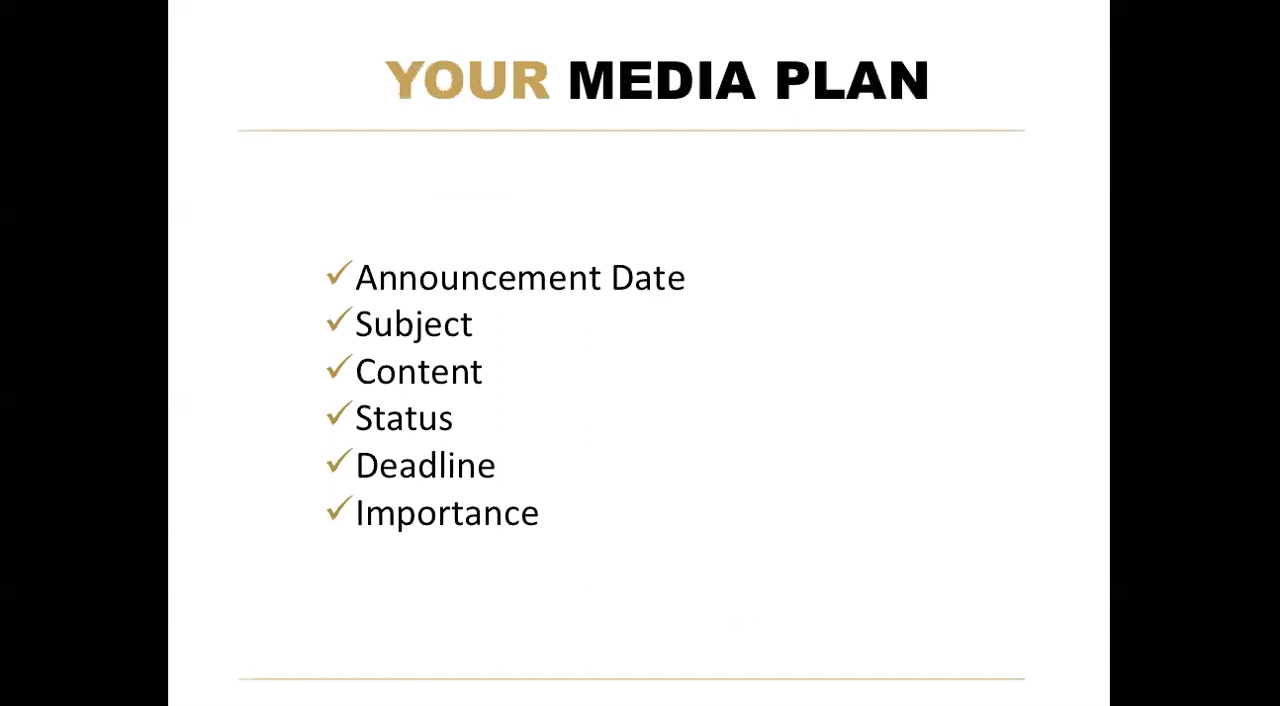 YOUR MEDIA PLAN
✓Announcement Date
✓Subject
✓Content
✓Status
✓Deadline
✓Importance